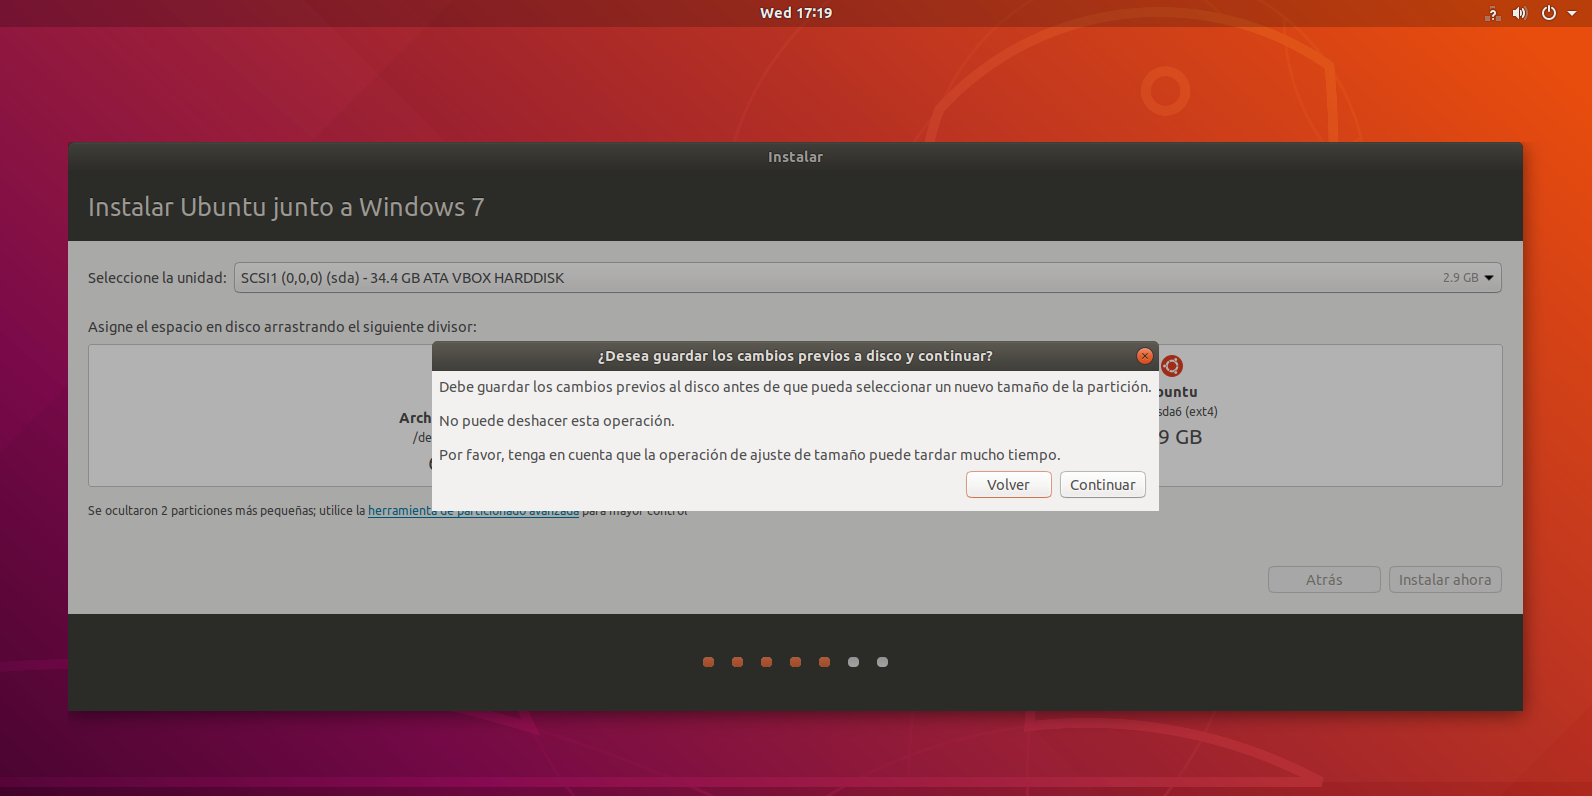 Wed 17:19
Instalar
Instalar Ubuntu junto a Windows 7
Seleccione la unidad: SCSI1 (0,0,0) (sda) - 34.4 GB ATA VBOX HARDDISK 2.9 GB
Asigne el espacio en disco arrastrando el siguiente divisor:
¿Desea guardar los cambios previos a disco y continuar?
Debe guardar los cambios previos al disco antes de que pueda seleccionar un nuevo tamaño de la partición.
No puede deshacer esta operación.
Por favor, tenga en cuenta que la operación de ajuste de tamaño puede tardar mucho tiempo.
Volver Continuar
Arch
/de
buntu
sda6 (ext4)
9 GB
Se ocultaron 2 particiones más pequeñas; utilice la herramienta de particionado avanzada para mayor control
Atrás Instalar ahora